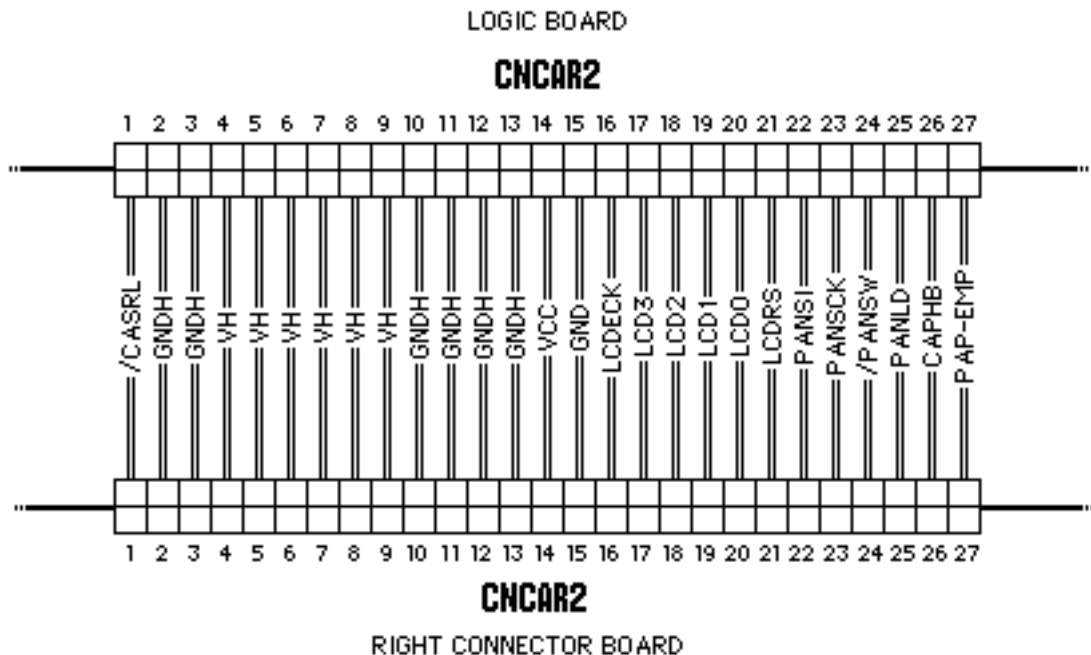 LOGIC BOARD
CNCAR2
1 2 3 4 5 6 7 8 9 10 11 12 13 14 15 16 17 18 19 20 21 22 23 24 25 26 27
/CASRL GNDH GNDH VH VH VH VH VH VH GNDH GNDH GNDH GNDH VCC GND LCDECK LCD3 LCD2 LCD1 LCD0 LCDRS PANSI PANSCK /PANSW PANLD CAPHB PAP-EMP
1 2 3 4 5 6 7 8 9 10 11 12 13 14 15 16 17 18 19 20 21 22 23 24 25 26 27
CNCAR2
RIGHT CONNECTOR BOARD